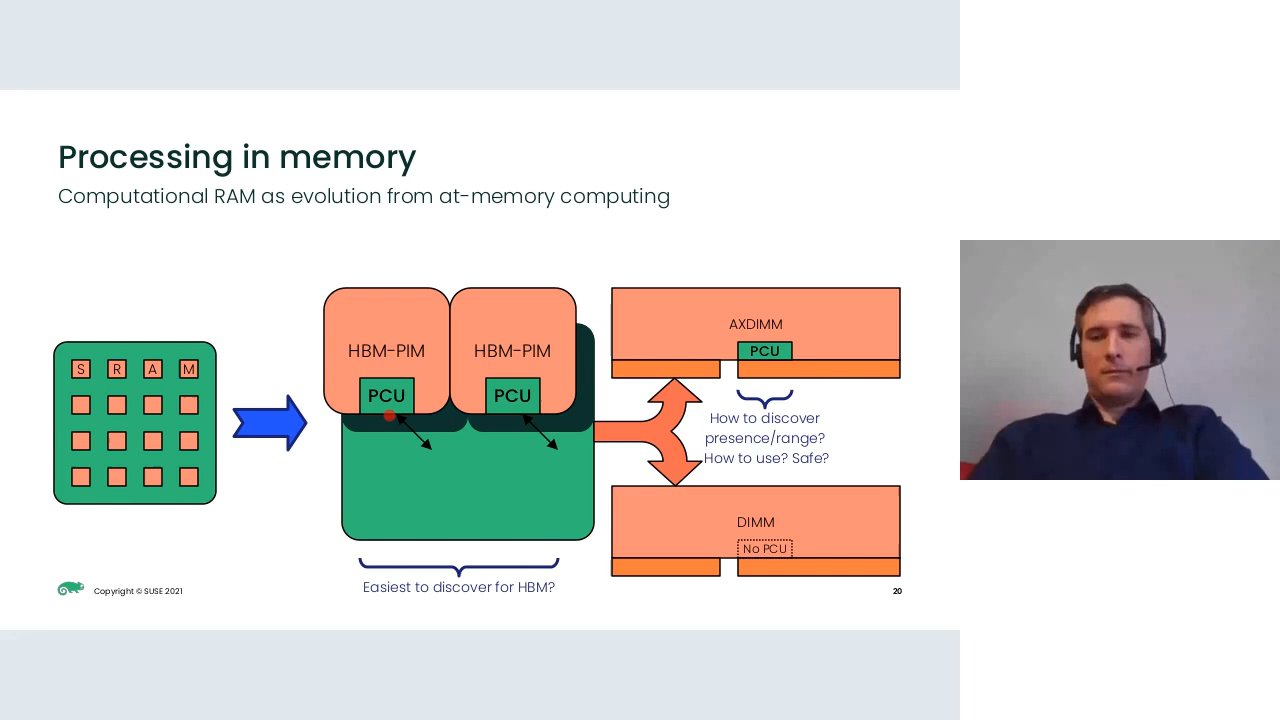 Processing in memory
Computational RAM as evolution from at-memory computing
S R A M
HBM-PIM
PCU
HBM-PIM
PCU
Easiest to discover for HBM?
AXDIMM
PCU
How to discover
presence/range?
How to use? Safe?
DIMM
No PCU
Copyright © SUSE 2021
20